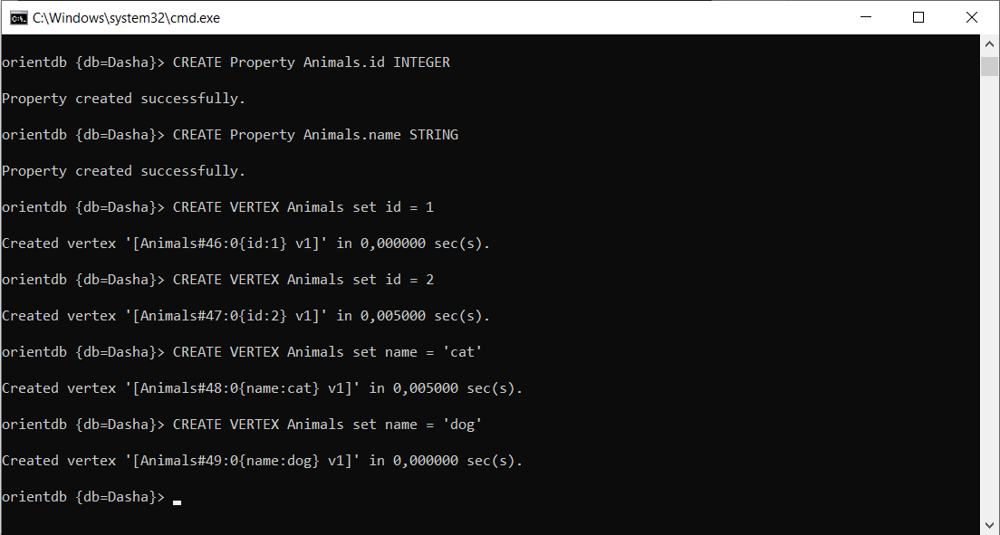 C:\Windows\system32\cmd.exe
orientdb {db=Dasha}> CREATE Property Animals.id INTEGER
Property created successfully.
orientdb {db=Dasha}> CREATE Property Animals.name STRING
Property created successfully.
orientdb {db=Dasha}> CREATE VERTEX Animals set id = 1
Created vertex '[Animals#46:0{id:1} v1]' in 0,000000 sec(s).
orientdb {db=Dasha}> CREATE VERTEX Animals set id = 2
Created vertex '[Animals#47:0{id:2} v1]' in 0,005000 sec(s).
orientdb {db=Dasha}> CREATE VERTEX Animals set name = 'cat'
Created vertex '[Animals#48:0{name:cat} v1]' in 0,005000 sec(s).
orientdb {db=Dasha}> CREATE VERTEX Animals set name = 'dog'
Created vertex '[Animals#49:0{name:dog} v1]' in 0,000000 sec(s).
orientdb {db=Dasha}>